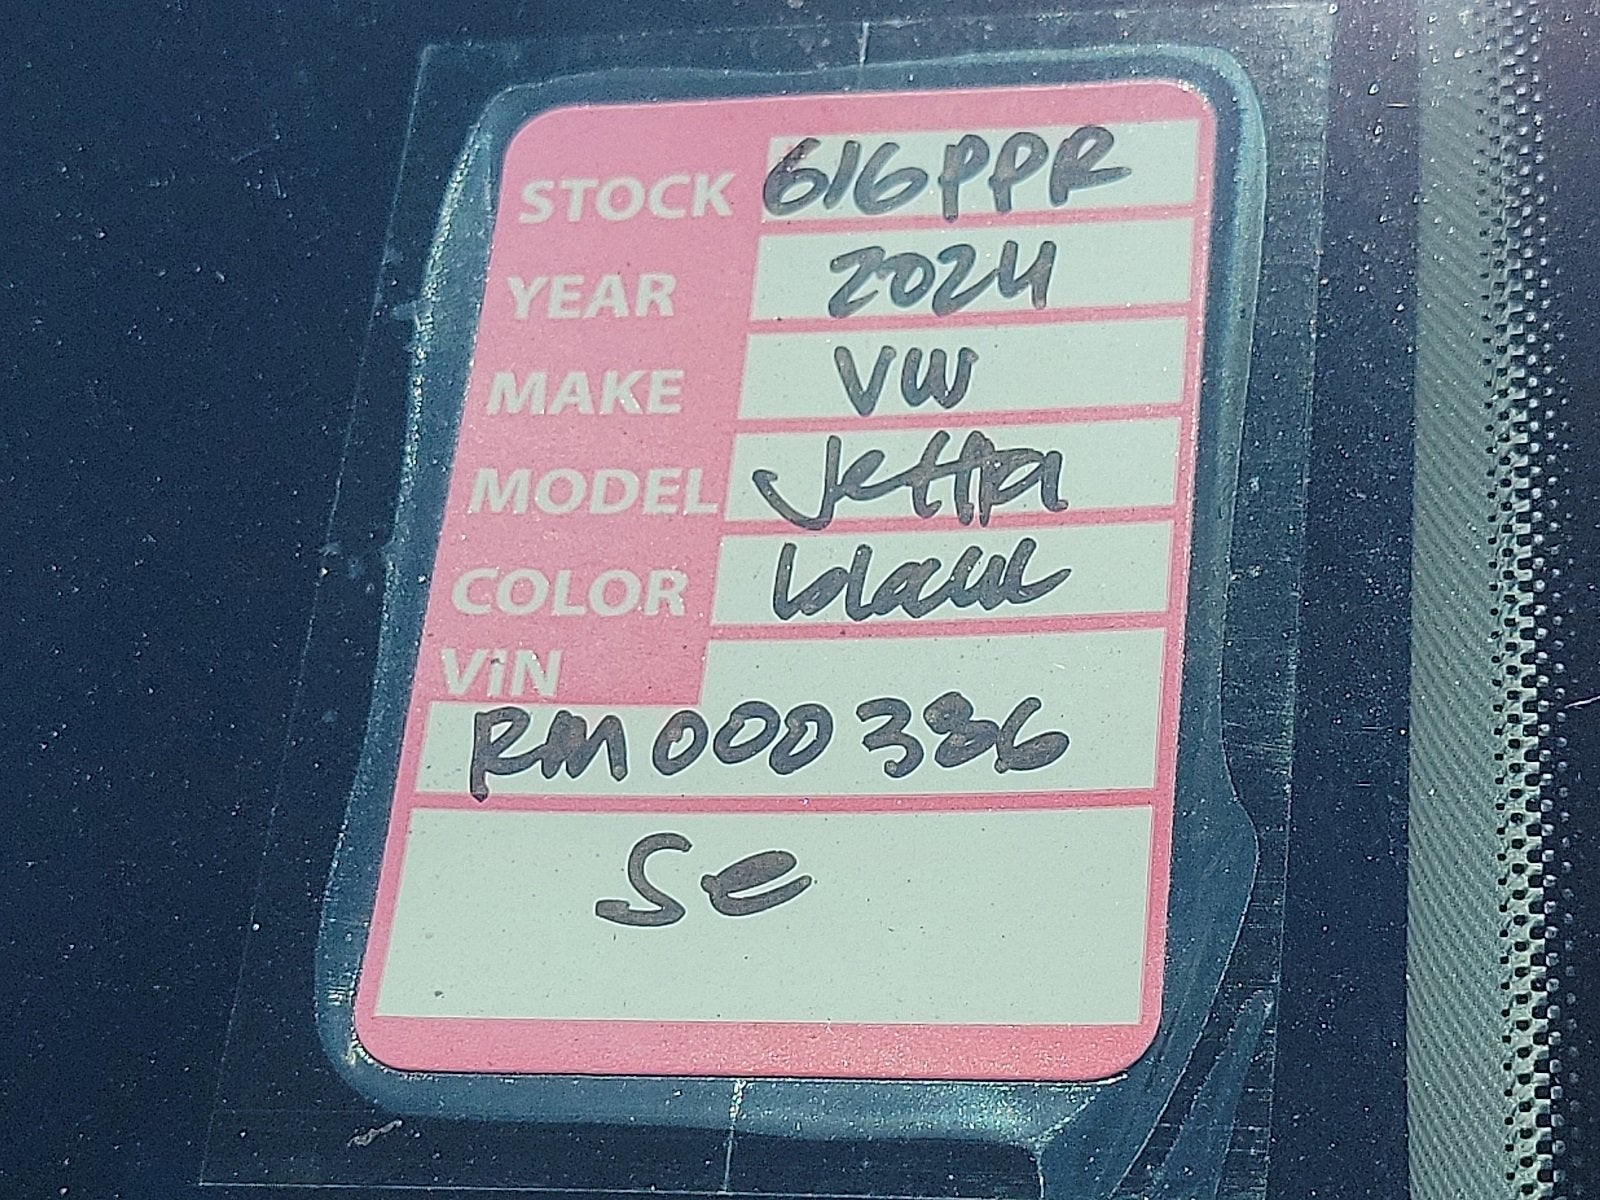 STOCK 616PPR
YEAR 2024
MAKE VW
MODEL Jetta
COLOR black
ViN
RM000386
Se